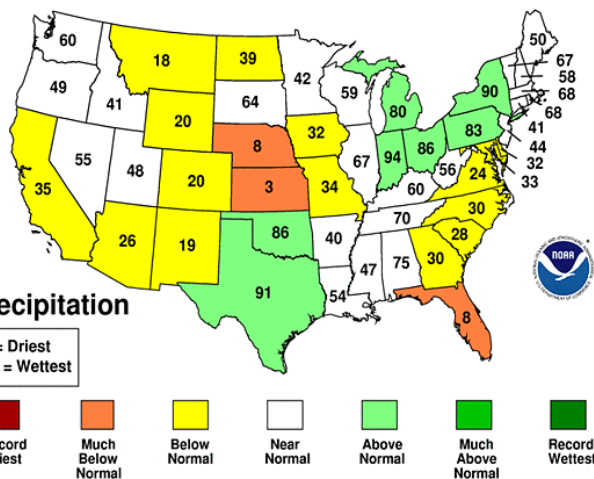 60
18
39
42
50
67
58
68
68
41
44
32
33
49
41
20
64
59
80
90
55
48
8
32
67
94
86
83
56
24
35
20
3
34
60
30
26
19
86
40
70
28
91
54
47
75
30
8
NOAA
ecipitation
= Driest
= Wettest
cord
iest
Much
Below
Normal
Below
Normal
Near
Normal
Above
Normal
Much
Above
Normal
Record
Wettest